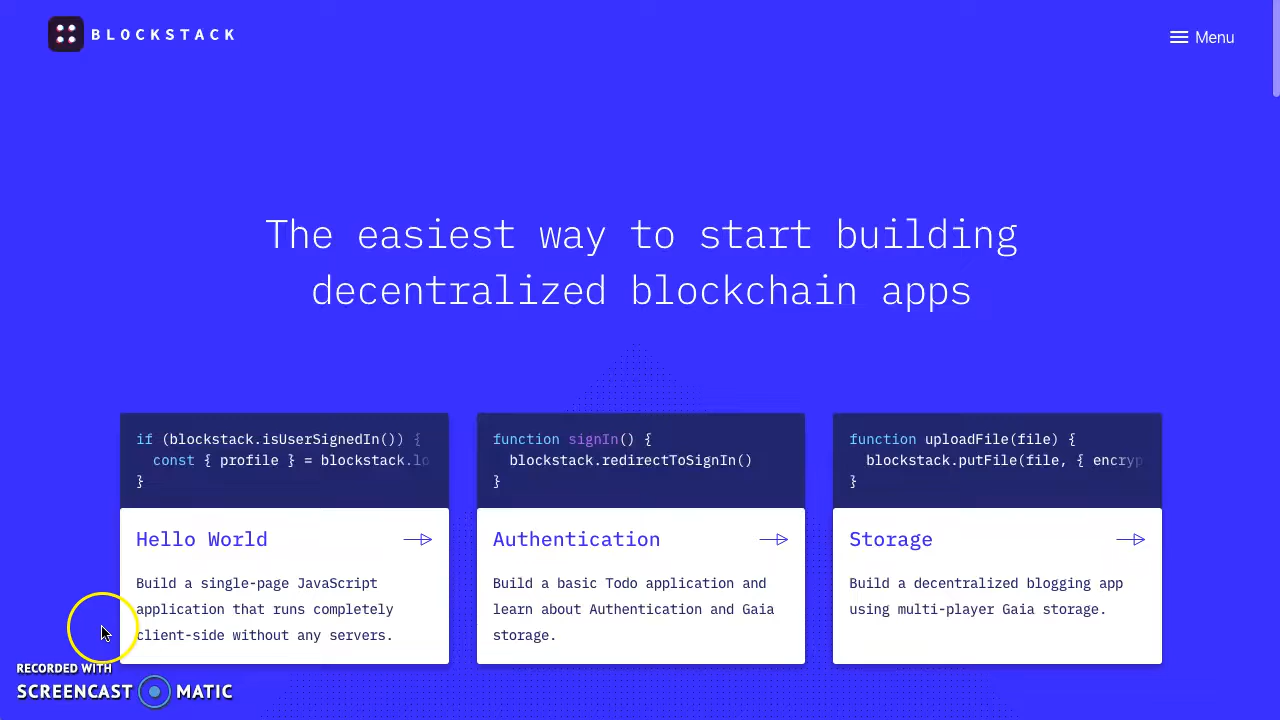 BLOCKSTACK
Menu
The easiest way to start building
decentralized blockchain apps
if (blockstack.isUserSignedIn()) {
const { profile } = blockstack.lo
}
Hello World
Build a single-page JavaScript
application that runs completely
client-side without any servers.
function signIn() {
blockstack.redirectToSignIn()
}
Authentication
Build a basic Todo application and
learn about Authentication and Gaia
storage.
function uploadFile(file) {
blockstack.putFile(file, { encryp
}
Storage
Build a decentralized blogging app
using multi-player Gaia storage.
RECORDED WITH
SCREENCAST MATIC